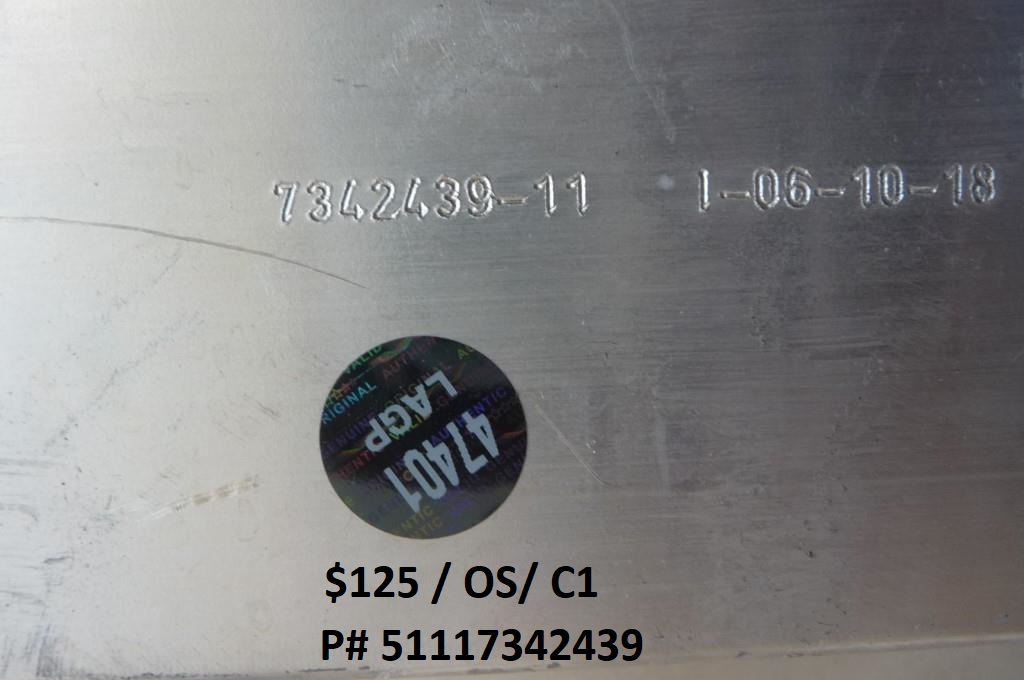 7342439-11 1-06-10-18
LAGP
47401
$125 / OS/ C1
P# 51117342439